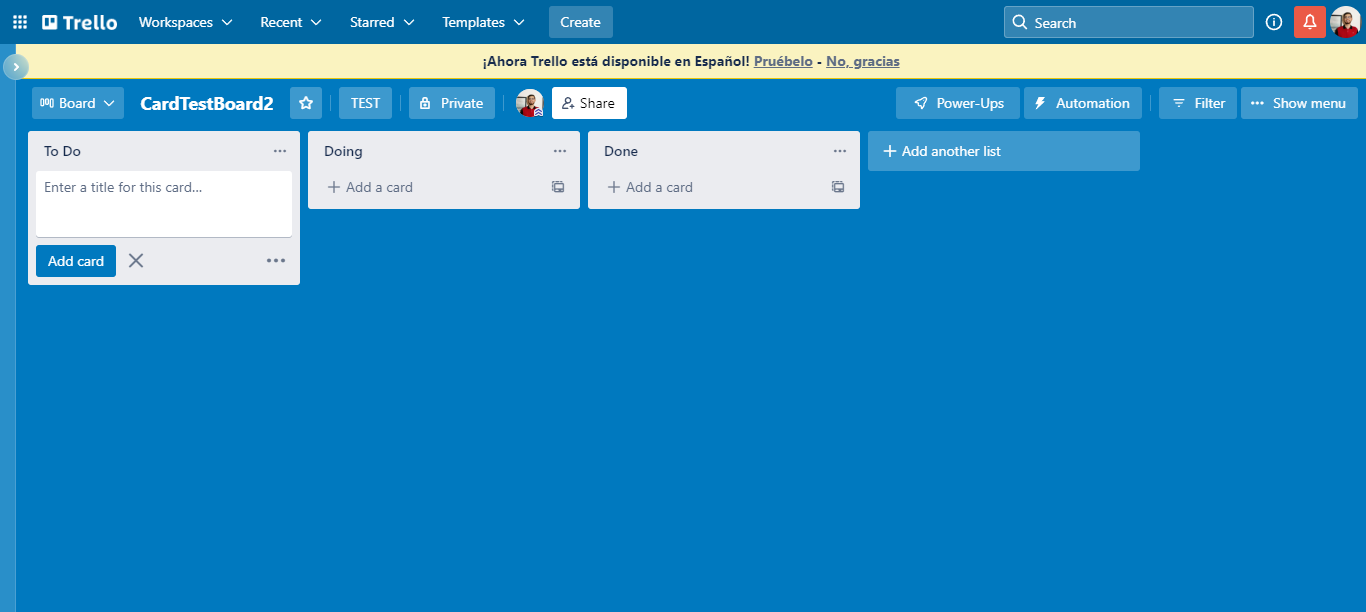 Trello Workspaces Recent Starred Templates Create Search
¡Ahora Trello está disponible en Español! Pruébelo - No, gracias
Board CardTestBoard2 TEST Private Share Power-Ups Automation Filter Show menu
To Do
Enter a title for this card...
Add card
Doing
Add a card
Done
Add a card
Add another list